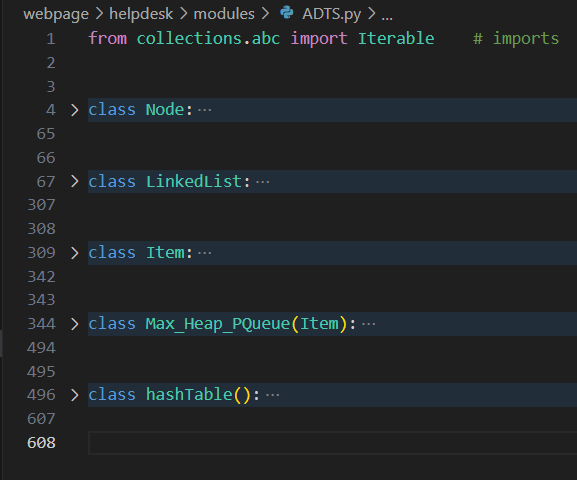 webpage > helpdesk > modules > ADTS.py > ...
1 from collections.abc import Iterable # imports
2
3
4 > class Node: ...
65
66
67 > class LinkedList: ...
307
308
309 > class Item: ...
342
343
344 > class Max_Heap_PQueue(Item): ...
494
495
496 > class hashTable(): ...
607
608